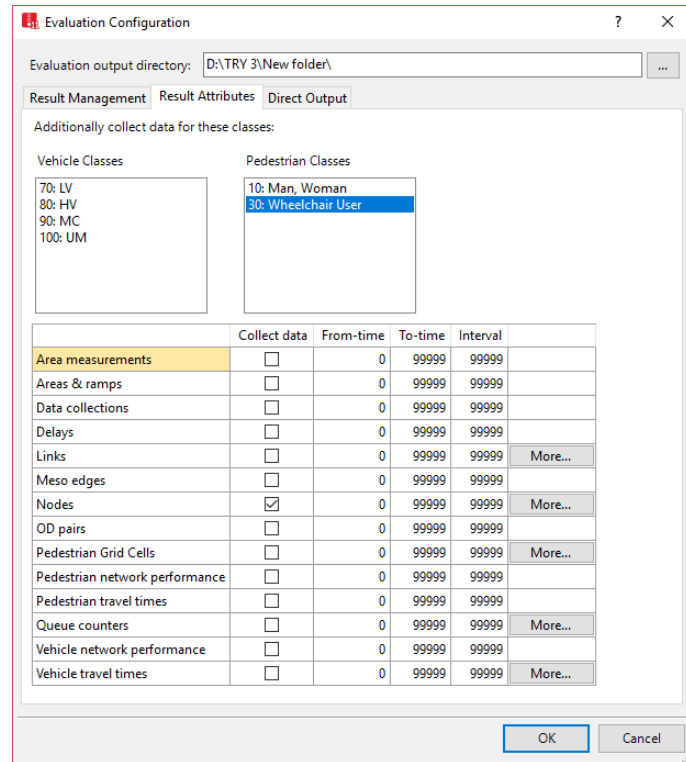 Evaluation Configuration
? ×
Evaluation output directory: D:\TRY 3\New folder\ ...
Result Management Result Attributes Direct Output
Additionally collect data for these classes:
Vehicle Classes Pedestrian Classes
70: LV 10: Man, Woman
80: HV 30: Wheelchair User
90: MC
100: UM
Collect data From-time To-time Interval
Area measurements 0 99999 99999
Areas & ramps 0 99999 99999
Data collections 0 99999 99999
Delays 0 99999 99999
Links 0 99999 99999 More...
Meso edges 0 99999 99999
Nodes 0 99999 99999 More...
OD pairs 0 99999 99999
Pedestrian Grid Cells 0 99999 99999 More...
Pedestrian network performance 0 99999 99999
Pedestrian travel times 0 99999 99999
Queue counters 0 99999 99999 More...
Vehicle network performance 0 99999 99999
Vehicle travel times 0 99999 99999 More...
OK Cancel